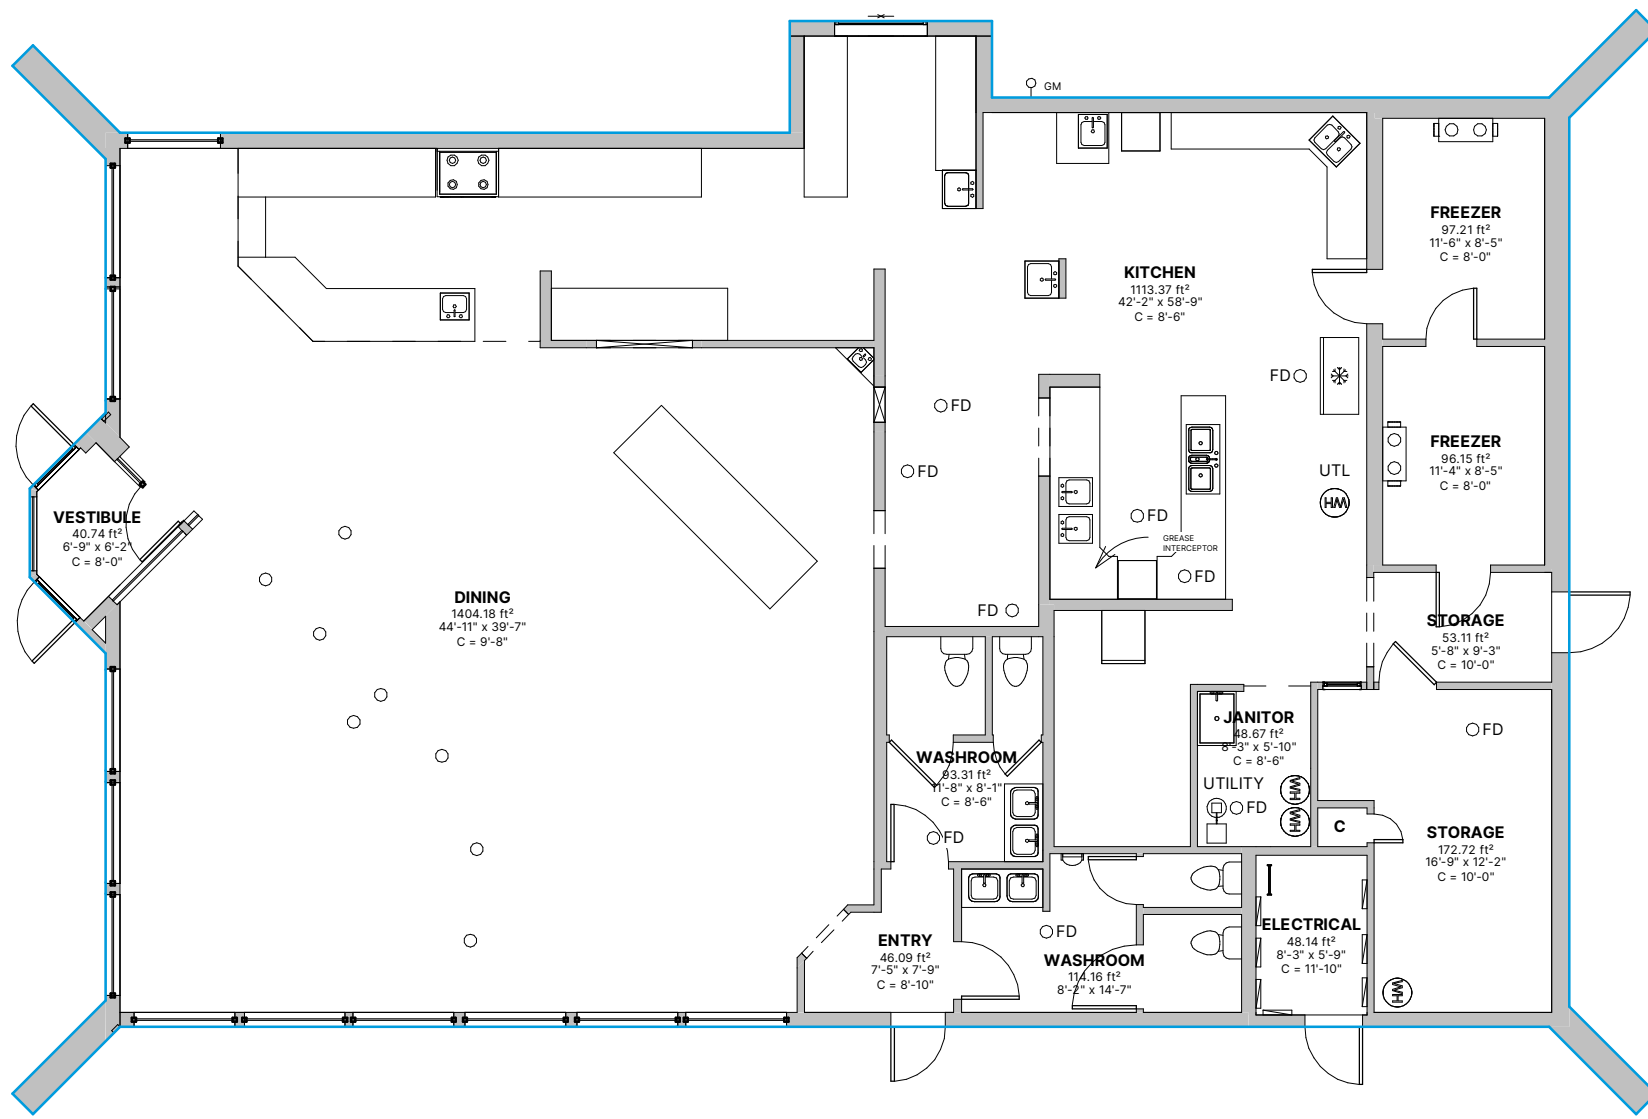 GM
FREEZER
97.21 ft²
11'-6" x 8'-5"
C = 8'-0"
KITCHEN
1113.37 ft²
42'-2" x 58'-9"
C = 8'-6"
FD
FD
FREEZER
96.15 ft²
11'-4" x 8'-5"
C = 8'-0"
FD
UTL
WH
VESTIBULE
40.74 ft²
6'-9" x 6'-2"
C = 8'-0"
FD
GREASE
INTERCEPTOR
FD
DINING
1404.18 ft²
44'-11" x 39'-7"
C = 9'-8"
FD
STORAGE
53.11 ft²
5'-8" x 9'-3"
C = 10'-0"
JANITOR
48.67 ft²
8'-3" x 5'-10"
C = 8'-6"
FD
WASHROOM
93.31 ft²
11'-8" x 8'-1"
C = 8'-6"
UTILITY
WH
FD
WH
FD
C
STORAGE
172.72 ft²
16'-9" x 12'-2"
C = 10'-0"
ELECTRICAL
48.14 ft²
8'-3" x 5'-9"
C = 11'-10"
FD
ENTRY
46.09 ft²
7'-5" x 7'-9"
C = 8'-10"
WASHROOM
114.16 ft²
8'-2" x 14'-7"
WH